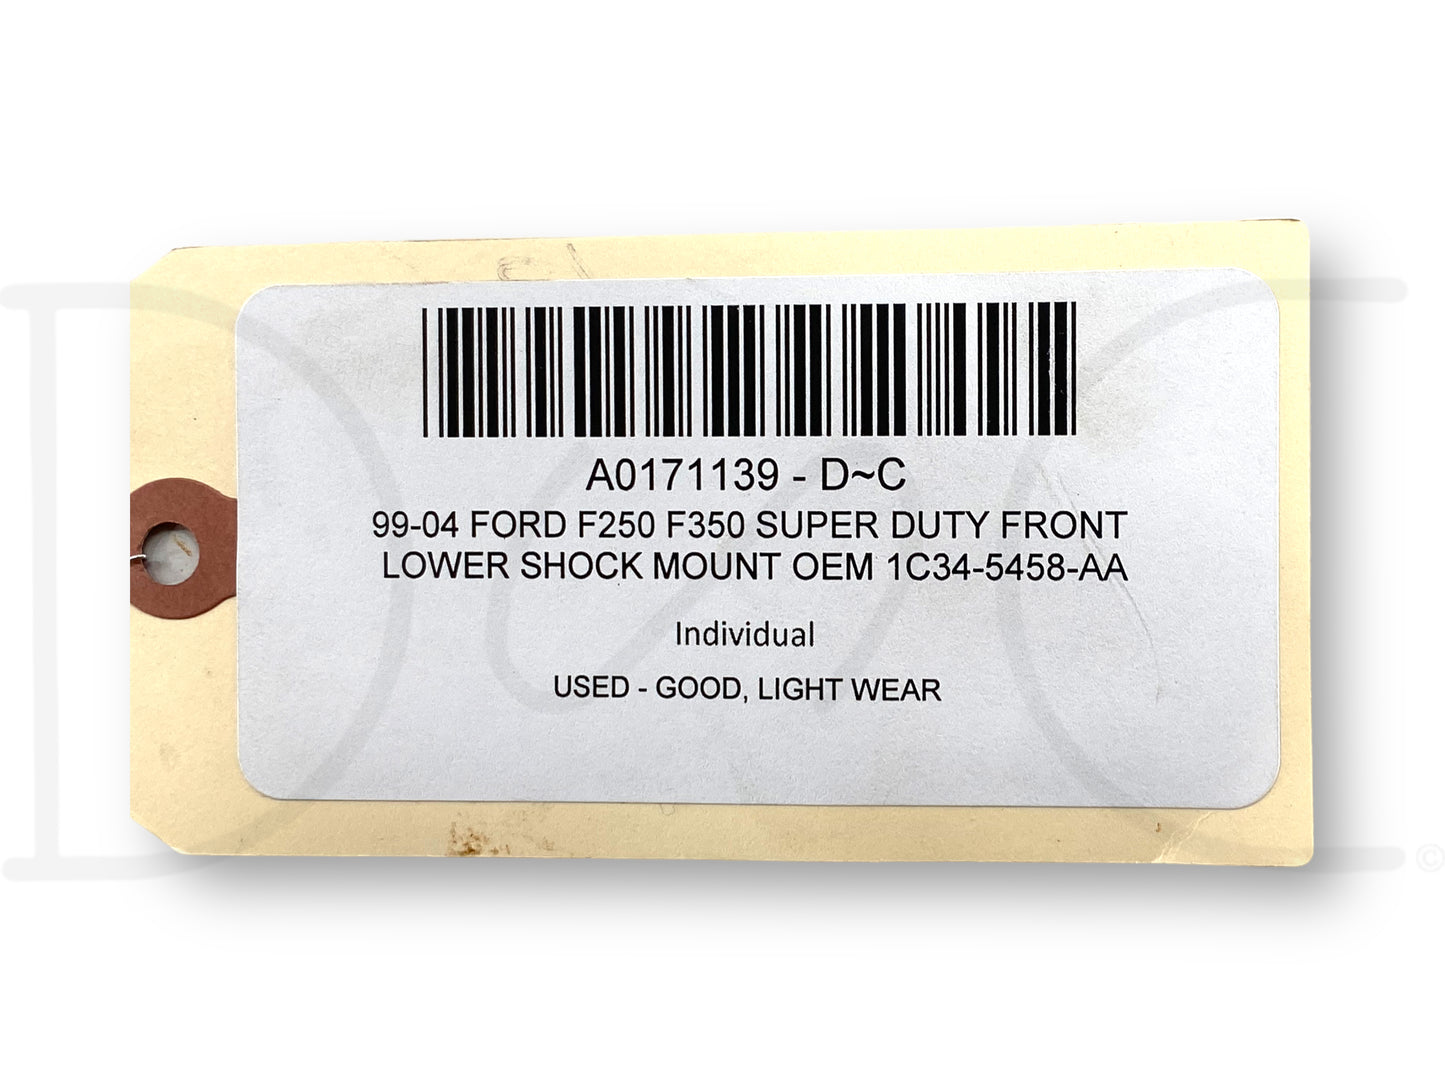 A0171139 - D~C
99-04 FORD F250 F350 SUPER DUTY FRONT
LOWER SHOCK MOUNT OEM 1C34-5458-AA
Individual
USED - GOOD, LIGHT WEAR